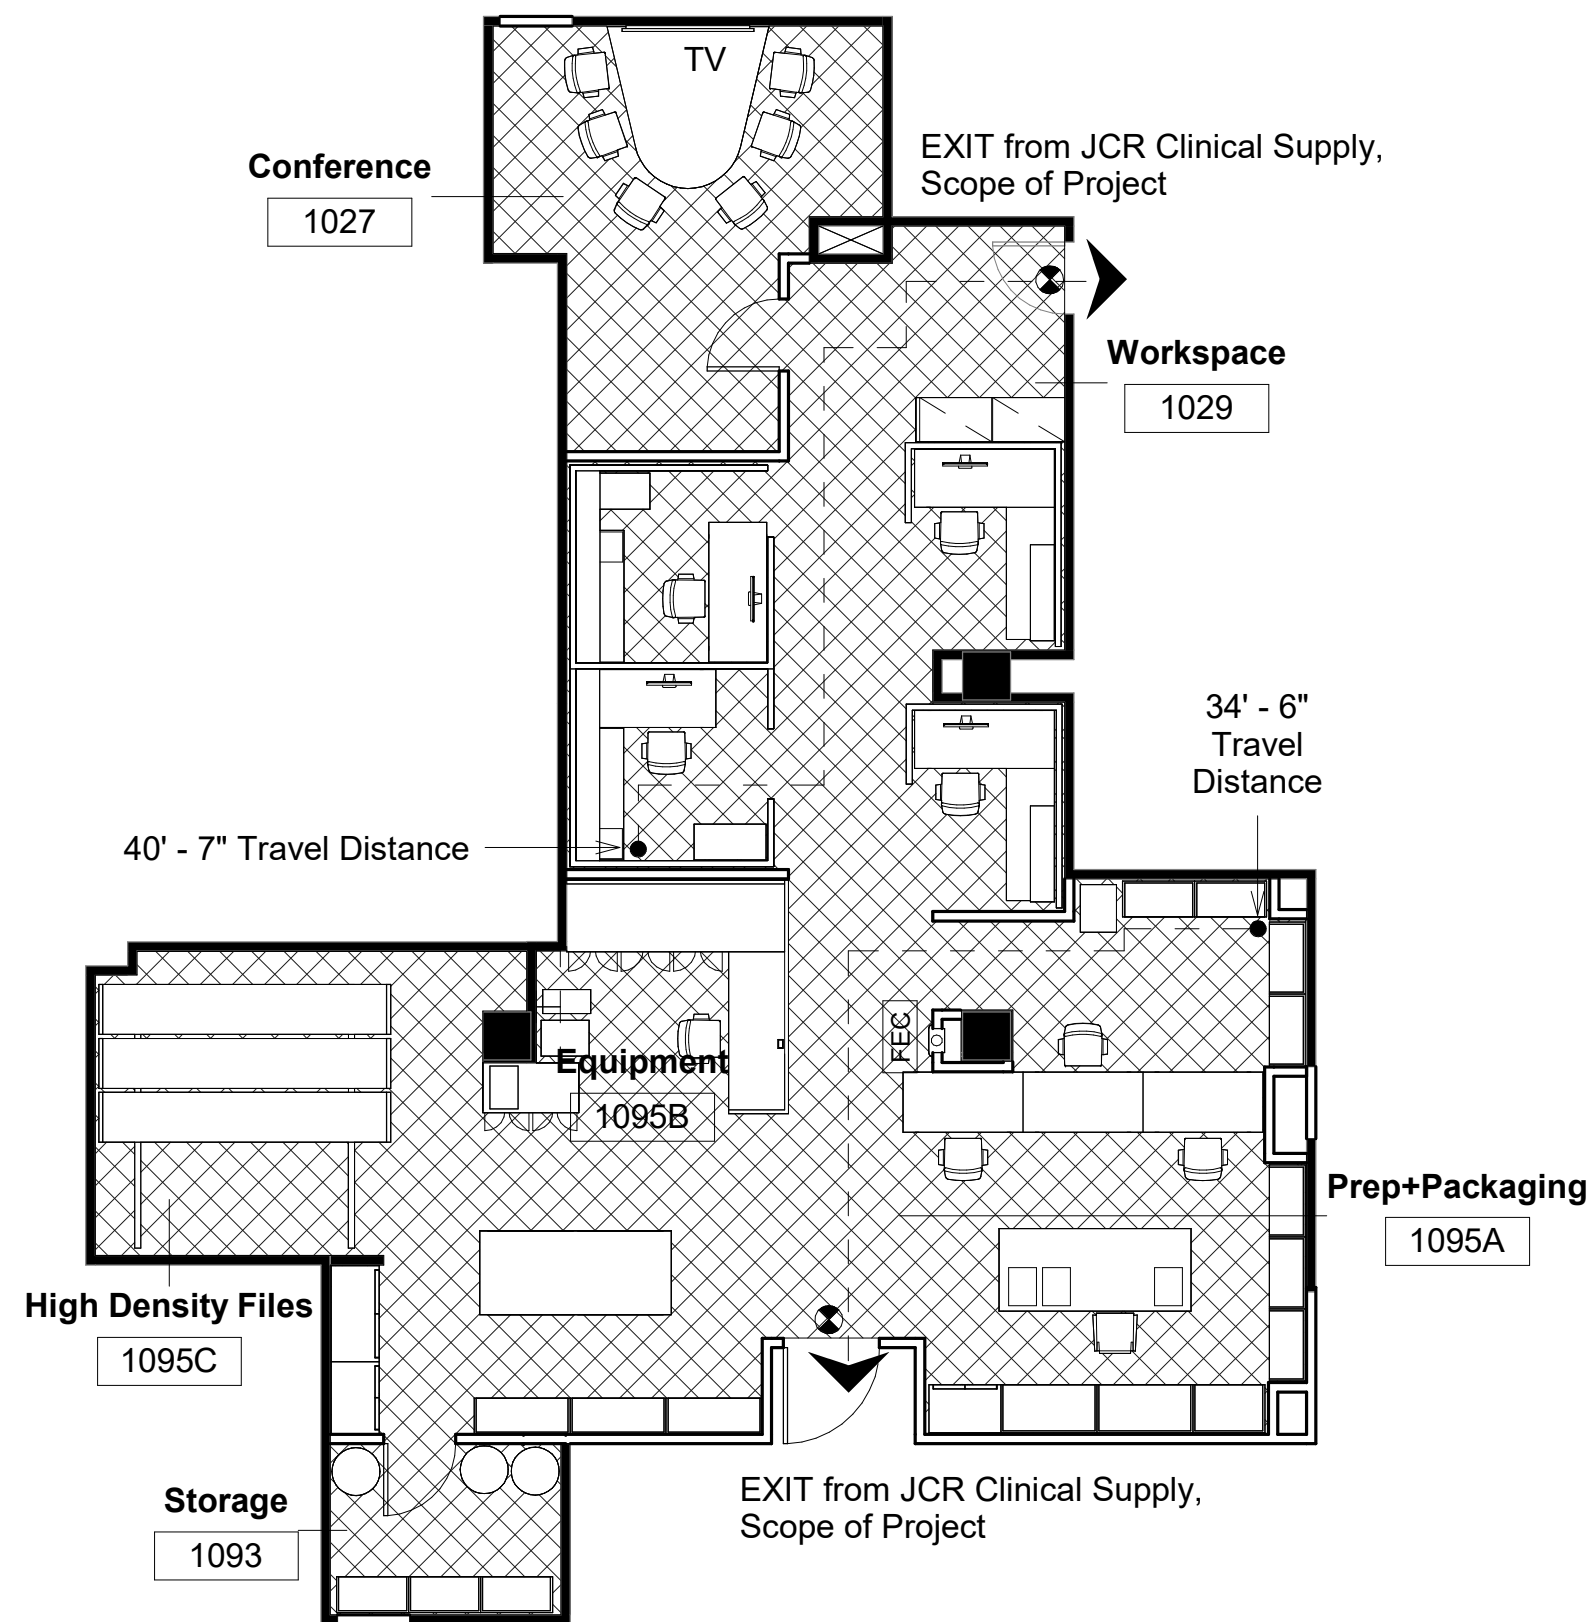 TV
EXIT from JCR Clinical Supply,
Scope of Project
Conference
1027
Workspace
1029
34' - 6"
Travel
Distance
40' - 7" Travel Distance
FEC
Equipment
1095B
Prep+Packaging
1095A
High Density Files
1095C
EXIT from JCR Clinical Supply,
Scope of Project
Storage
1093